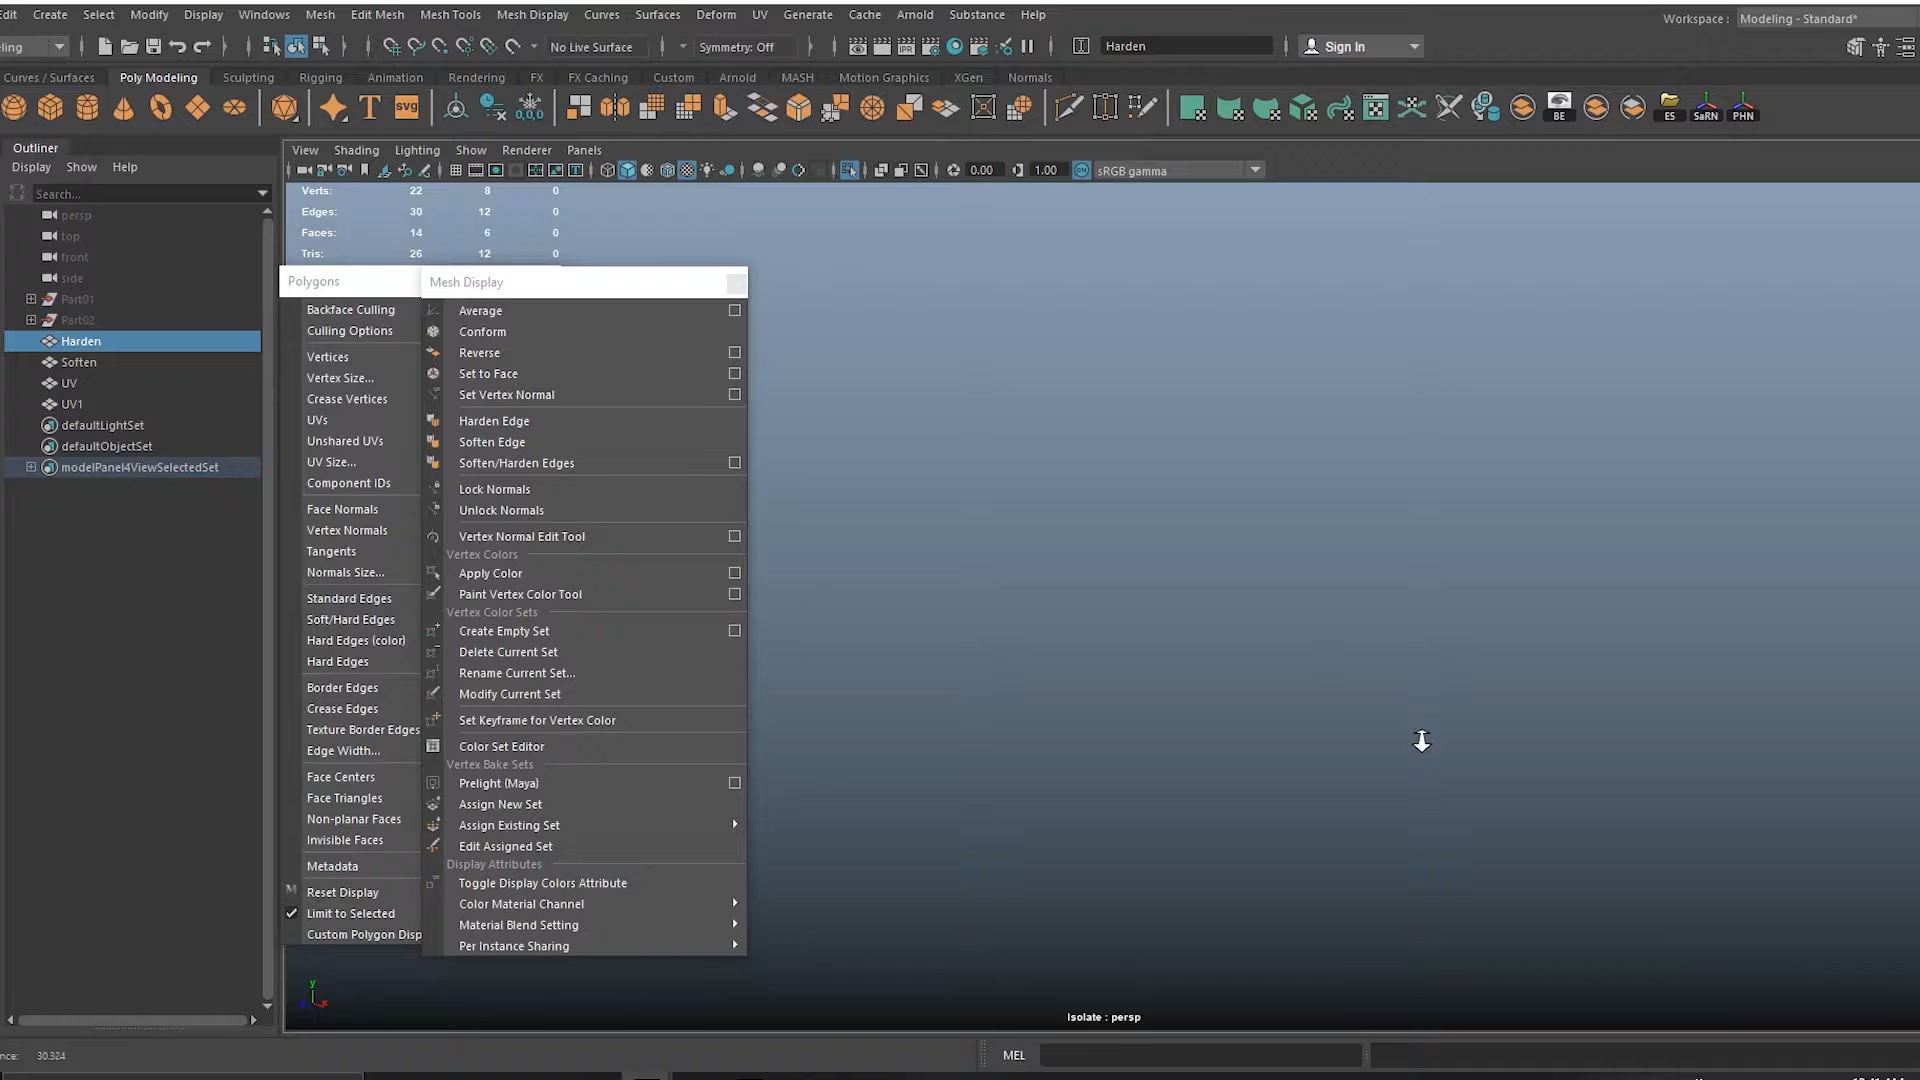 dit Create Select Modify Display Windows Mesh Edit Mesh Mesh Tools Mesh Display Curves Surfaces Deform UV Generate Cache Arnold Substance Help
Workspace : Modeling - Standard*
ling No Live Surface Symmetry: Off IPR Harden Sign In
Curves / Surfaces Poly Modeling Sculpting Rigging Animation Rendering FX FX Caching Custom Arnold MASH Motion Graphics XGen Normals
T svg 0,0,0 BE ES SaRN PHN
Outliner
Display Show Help
Search...
persp
top
front
side
Part01
Part02
Harden
Soften
UV
UV1
defaultLightSet
defaultObjectSet
modelPanel4ViewSelectedSet
View Shading Lighting Show Renderer Panels
0.00 1.00 ON sRGB gamma
Verts: 22 8 0
Edges: 30 12 0
Faces: 14 6 0
Tris: 26 12 0
Polygons
Backface Culling
Culling Options
Vertices
Vertex Size...
Crease Vertices
UVs
Unshared UVs
UV Size...
Component IDs
Face Normals
Vertex Normals
Tangents
Normals Size...
Standard Edges
Soft/Hard Edges
Hard Edges (color)
Hard Edges
Border Edges
Crease Edges
Texture Border Edges
Edge Width...
Face Centers
Face Triangles
Non-planar Faces
Invisible Faces
Metadata
M Reset Display
Limit to Selected
Custom Polygon Disp
Mesh Display
Average
Conform
Reverse
Set to Face
Set Vertex Normal
Harden Edge
Soften Edge
Soften/Harden Edges
Lock Normals
Unlock Normals
Vertex Normal Edit Tool
Vertex Colors
Apply Color
Paint Vertex Color Tool
Vertex Color Sets
Create Empty Set
Delete Current Set
Rename Current Set...
Modify Current Set
Set Keyframe for Vertex Color
Color Set Editor
Vertex Bake Sets
Prelight (Maya)
Assign New Set
Assign Existing Set
Edit Assigned Set
Display Attributes
Toggle Display Colors Attribute
Color Material Channel
Material Blend Setting
Per Instance Sharing
y
x
Isolate : persp
nce: 30.324
MEL